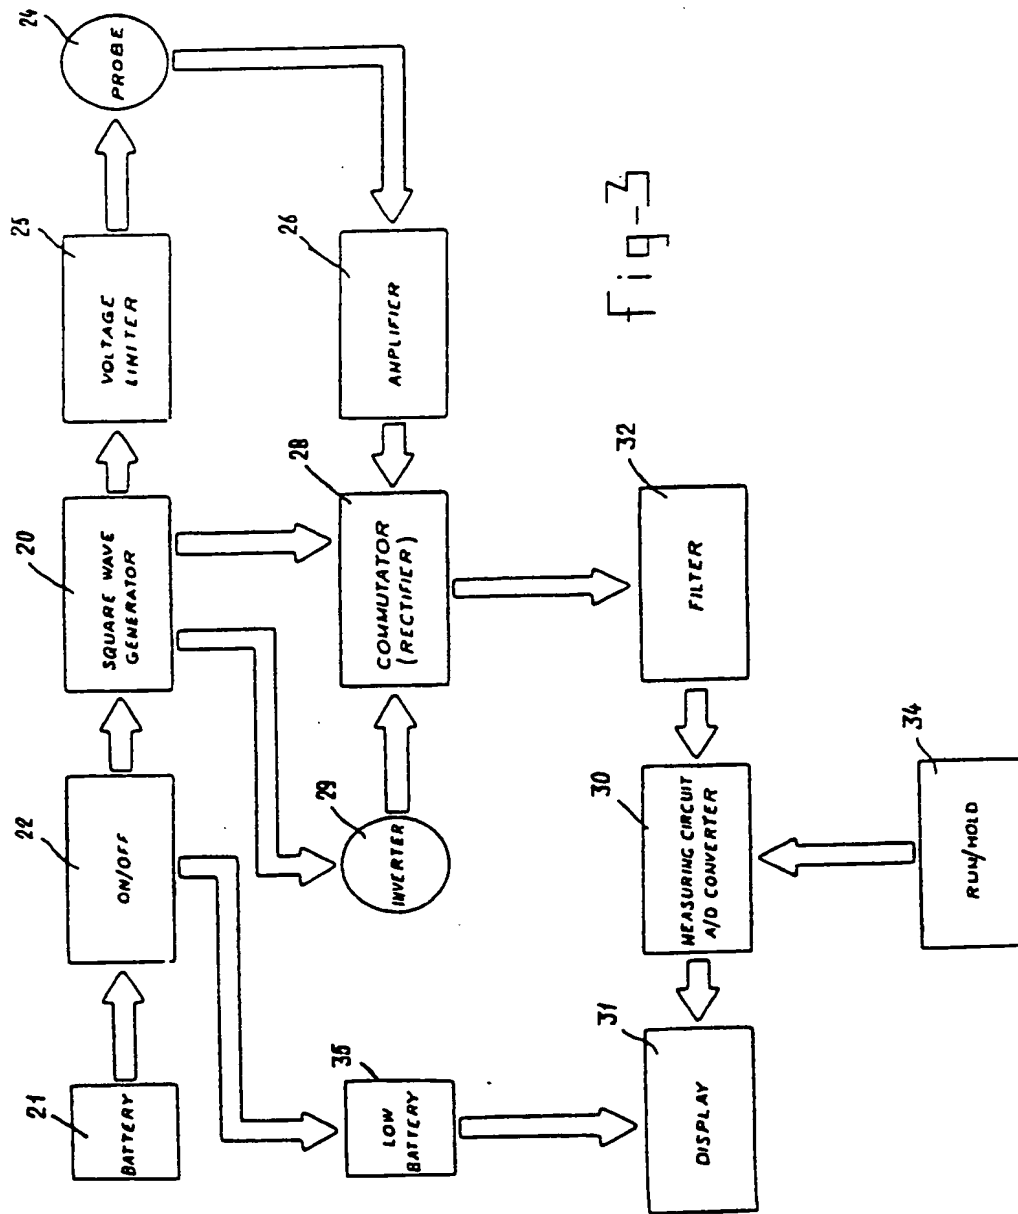 21
22
20
25
24
BATTERY
ON/OFF
SQUARE WAVE
GENERATOR
VOLTAGE
LIMITER
PROBE
35
29
28
26
LOW
BATTERY
INVERTER
COMMUTATOR
(RECTIFIER)
AMPLIFIER
31
30
32
DISPLAY
MEASURING CIRCUIT
A/D CONVERTER
FILTER
fig-3
34
RUN/HOLD